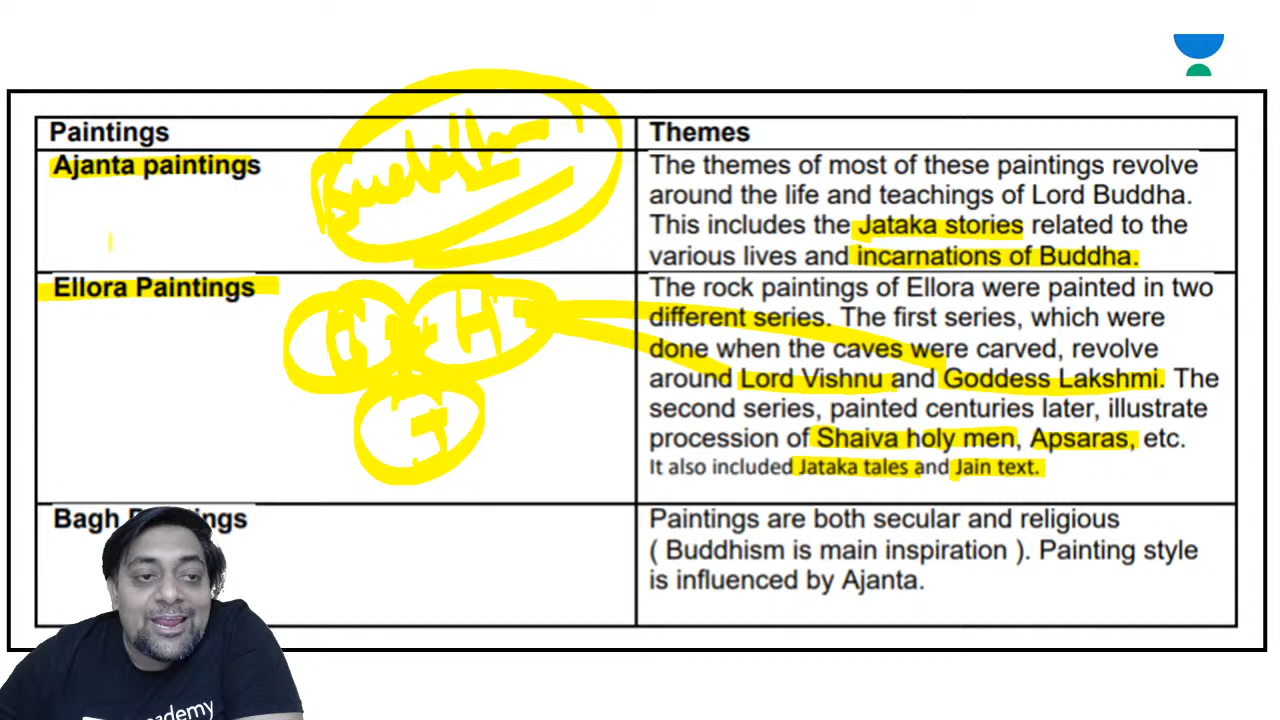 Paintings
Themes
Ajanta paintings
Buddhism
The themes of most of these paintings revolve
around the life and teachings of Lord Buddha.
This includes the Jataka stories related to the
various lives and incarnations of Buddha.
Ellora Paintings
B
H
J
The rock paintings of Ellora were painted in two
different series. The first series, which were
done when the caves were carved, revolve
around Lord Vishnu and Goddess Lakshmi. The
second series, painted centuries later, illustrate
procession of Shaiva holy men, Apsaras, etc.
It also included Jataka tales and Jain text.
Bagh
Paintings are both secular and religious
( Buddhism is main inspiration ). Painting style
is influenced by Ajanta.